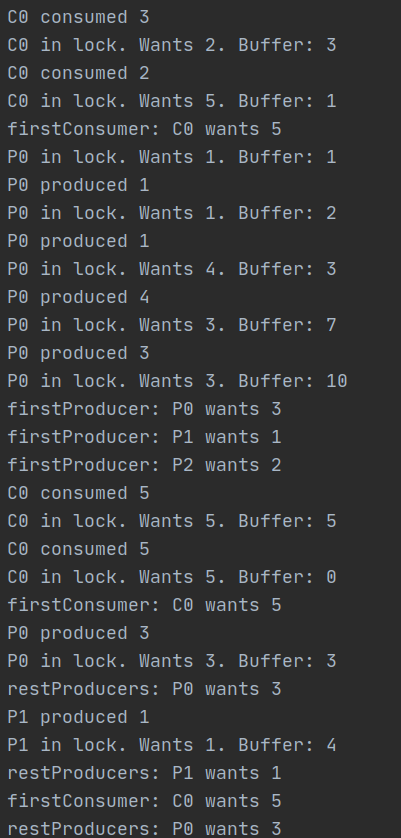 C0 consumed 3
C0 in lock. Wants 2. Buffer: 3
C0 consumed 2
C0 in lock. Wants 5. Buffer: 1
firstConsumer: C0 wants 5
P0 in lock. Wants 1. Buffer: 1
P0 produced 1
P0 in lock. Wants 1. Buffer: 2
P0 produced 1
P0 in lock. Wants 4. Buffer: 3
P0 produced 4
P0 in lock. Wants 3. Buffer: 7
P0 produced 3
P0 in lock. Wants 3. Buffer: 10
firstProducer: P0 wants 3
firstProducer: P1 wants 1
firstProducer: P2 wants 2
C0 consumed 5
C0 in lock. Wants 5. Buffer: 5
C0 consumed 5
C0 in lock. Wants 5. Buffer: 0
firstConsumer: C0 wants 5
P0 produced 3
P0 in lock. Wants 3. Buffer: 3
restProducers: P0 wants 3
P1 produced 1
P1 in lock. Wants 1. Buffer: 4
restProducers: P1 wants 1
firstConsumer: C0 wants 5
restProducers: P0 wants 3